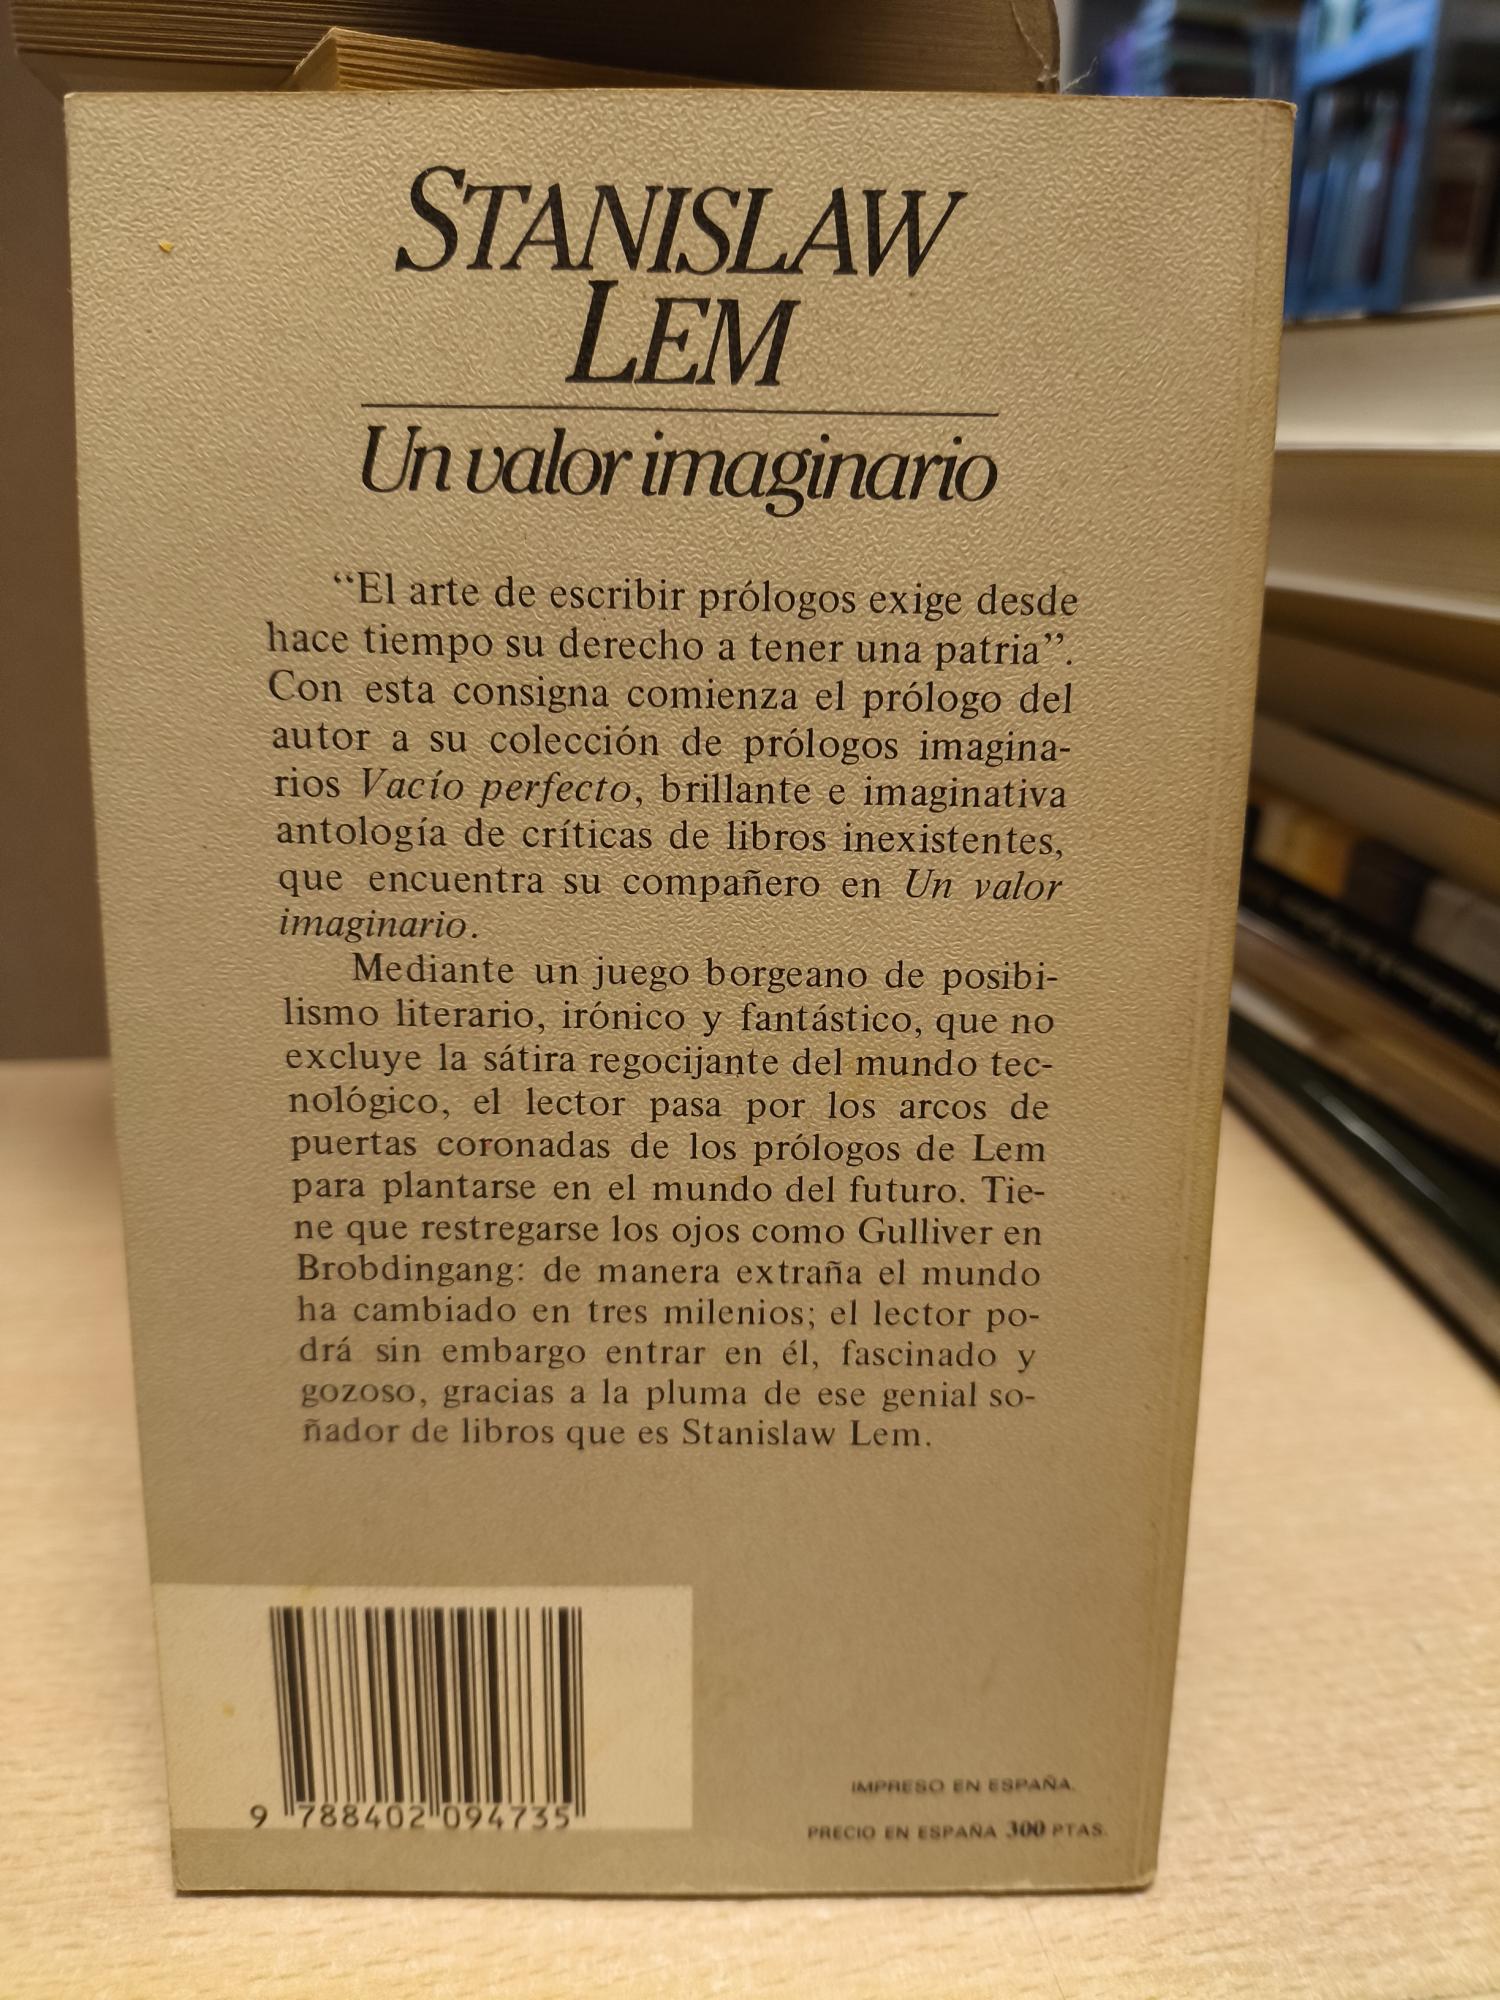 STANISLAW
LEM
Un valor imaginario
“El arte de escribir prólogos exige desde
hace tiempo su derecho a tener una patria”.
Con esta consigna comienza el prólogo del
autor a su colección de prólogos imagina-
rios Vacío perfecto, brillante e imaginativa
antología de críticas de libros inexistentes,
que encuentra su compañero en Un valor
imaginario.
Mediante un juego borgeano de posibi-
lismo literario, irónico y fantástico, que no
excluye la sátira regocijante del mundo tec-
nológico, el lector pasa por los arcos de
puertas coronadas de los prólogos de Lem
para plantarse en el mundo del futuro. Tie-
ne que restregarse los ojos como Gulliver en
Brobdingang: de manera extraña el mundo
ha cambiado en tres milenios; el lector po-
drá sin embargo entrar en él, fascinado y
gozoso, gracias a la pluma de ese genial so-
ñador de libros que es Stanislaw Lem.
9 788402 094735
IMPRESO EN ESPAÑA.
PRECIO EN ESPAÑA 300 PTAS.